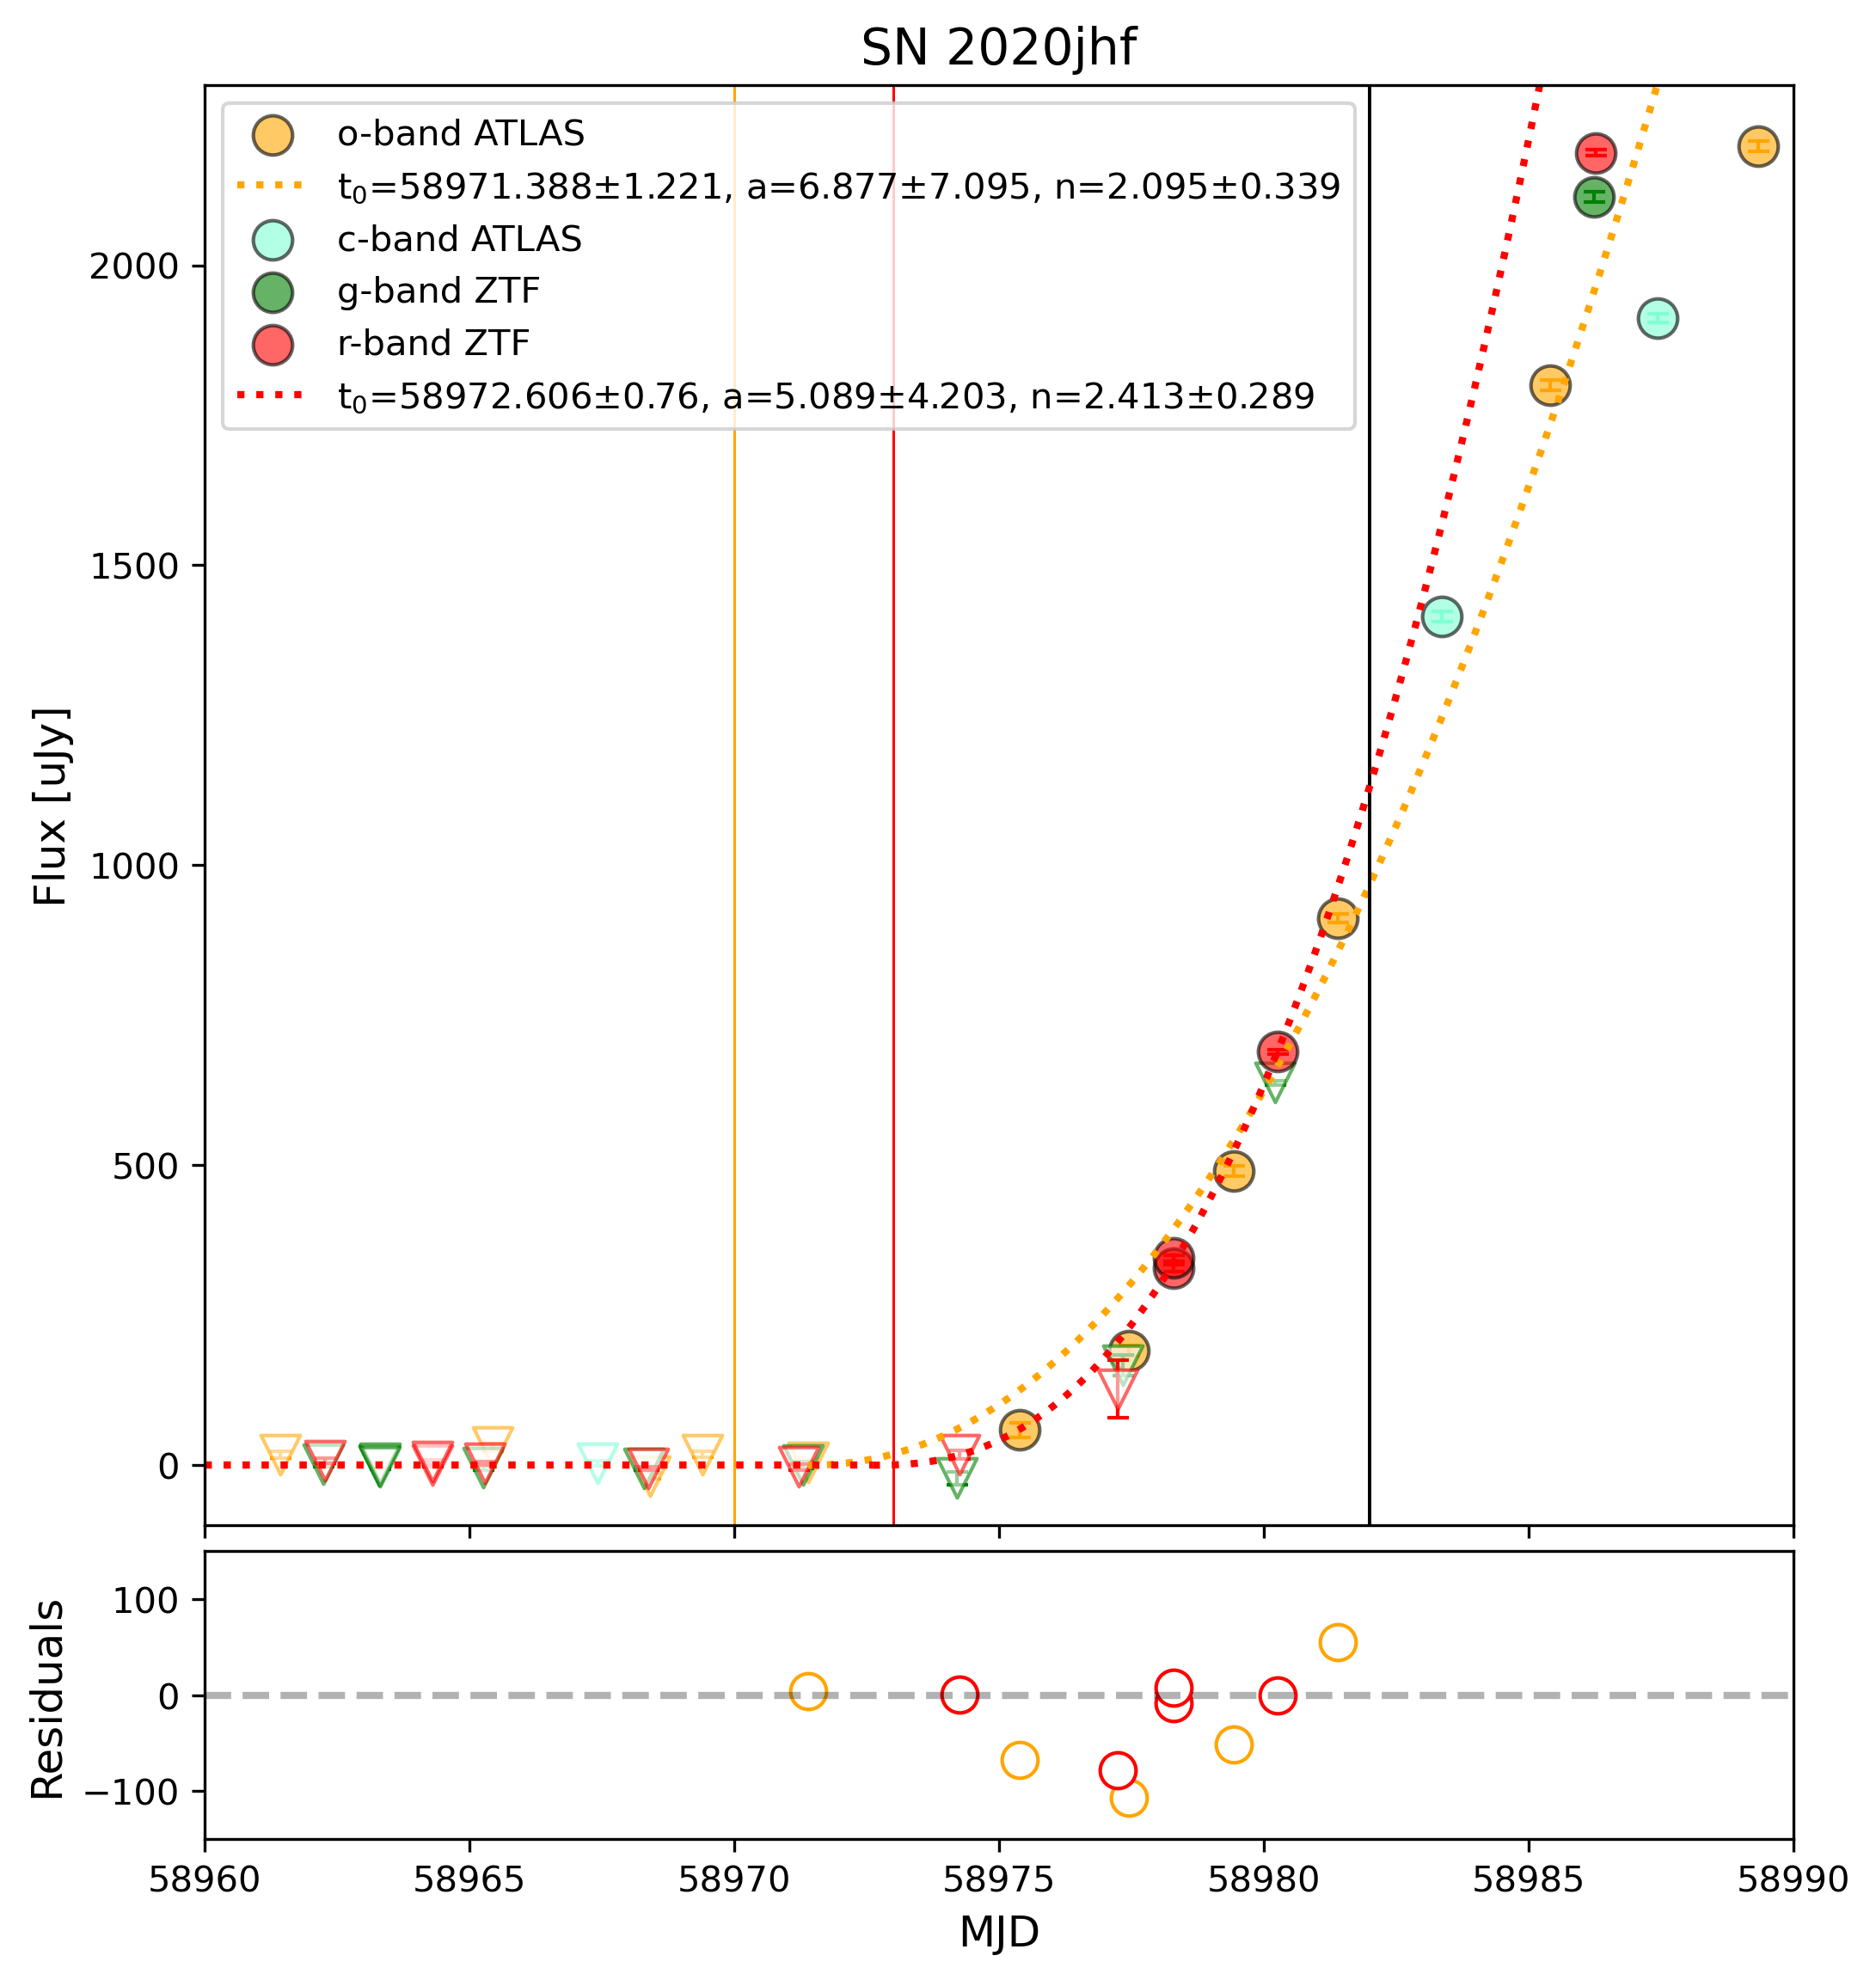 SN 2020jhf
o-band ATLAS
t₀=58971.388±1.221, a=6.877±7.095, n=2.095±0.339
c-band ATLAS
g-band ZTF
r-band ZTF
t₀=58972.606±0.76, a=5.089±4.203, n=2.413±0.289
Flux [uJy]
2000
1500
1000
500
0
Residuals
100
0
−100
58960 58965 58970 58975 58980 58985 58990
MJD